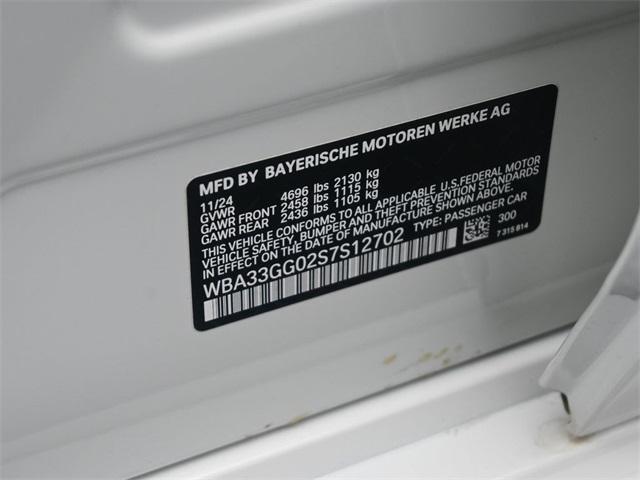 MFD BY BAYERISCHE MOTOREN WERKE AG
11/24
GVWR 4696 lbs 2130 kg
GAWR FRONT 2458 lbs 1115 kg
GAWR REAR 2436 lbs 1105 kg
THIS VEHICLE CONFORMS TO ALL APPLICABLE U.S.FEDERAL MOTOR
VEHICLE SAFETY, BUMPER AND THEFT PREVENTION STANDARDS
IN EFFECT ON THE DATE OF MANUFACTURE SHOWN ABOVE.
WBA33GG02S7S12702 TYPE: PASSENGER CAR
300
7 315 814